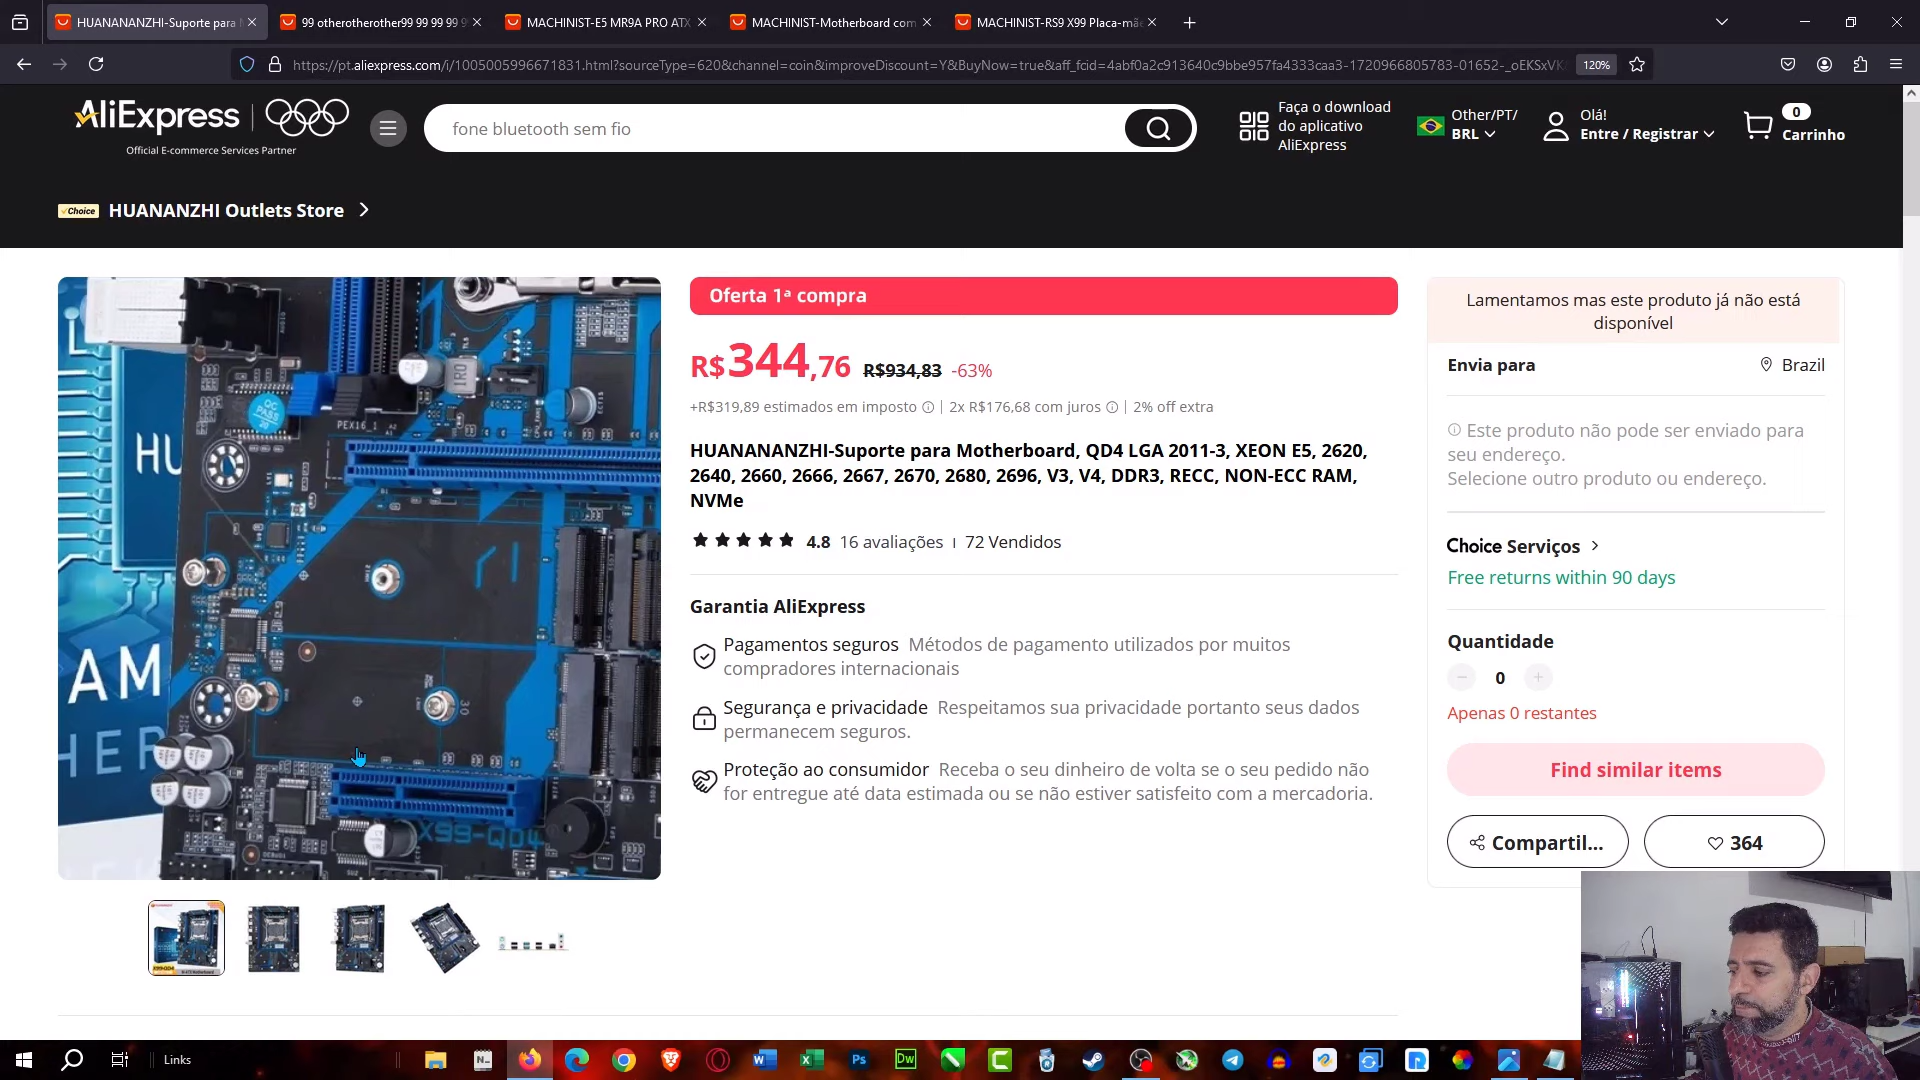 HUANANANZHI-Suporte para
99 otherotherother99 99 99 99 9
MACHINIST-E5 MR9A PRO ATX
MACHINIST-Motherboard com
MACHINIST-RS9 X99 Placa-mãe
https://pt.aliexpress.com/i/1005005996671831.html?sourceType=620&channel=coin&improveDiscount=Y&BuyNow=true&aff_fcid=4abf0a2c913640c9bbe957fa4333caa3-1720966805783-01652-_oEKSxVK
120%
AliExpress
Official E-commerce Services Partner
fone bluetooth sem fio
Faça o download
do aplicativo
AliExpress
Other/PT/
BRL
Olá!
Entre / Registrar
0
Carrinho
Choice HUANANZHI Outlets Store
Oferta 1ª compra
R$344,76 R$934,83 -63%
+R$319,89 estimados em imposto | 2x R$176,68 com juros | 2% off extra
HUANANANZHI-Suporte para Motherboard, QD4 LGA 2011-3, XEON E5, 2620,
2640, 2660, 2666, 2667, 2670, 2680, 2696, V3, V4, DDR3, RECC, NON-ECC RAM,
NVMe
4.8 16 avaliações | 72 Vendidos
Garantia AliExpress
Pagamentos seguros Métodos de pagamento utilizados por muitos
compradores internacionais
Segurança e privacidade Respeitamos sua privacidade portanto seus dados
permanecem seguros.
Proteção ao consumidor Receba o seu dinheiro de volta se o seu pedido não
for entregue até data estimada ou se não estiver satisfeito com a mercadoria.
Lamentamos mas este produto já não está
disponível
Envia para
Brazil
Este produto não pode ser enviado para
seu endereço.
Selecione outro produto ou endereço.
Choice Serviços
Free returns within 90 days
Quantidade
0
Apenas 0 restantes
Find similar items
Compartil...
364
QC
PASS
PEX16_1
HU
AM
HER
X99-QD4
Links